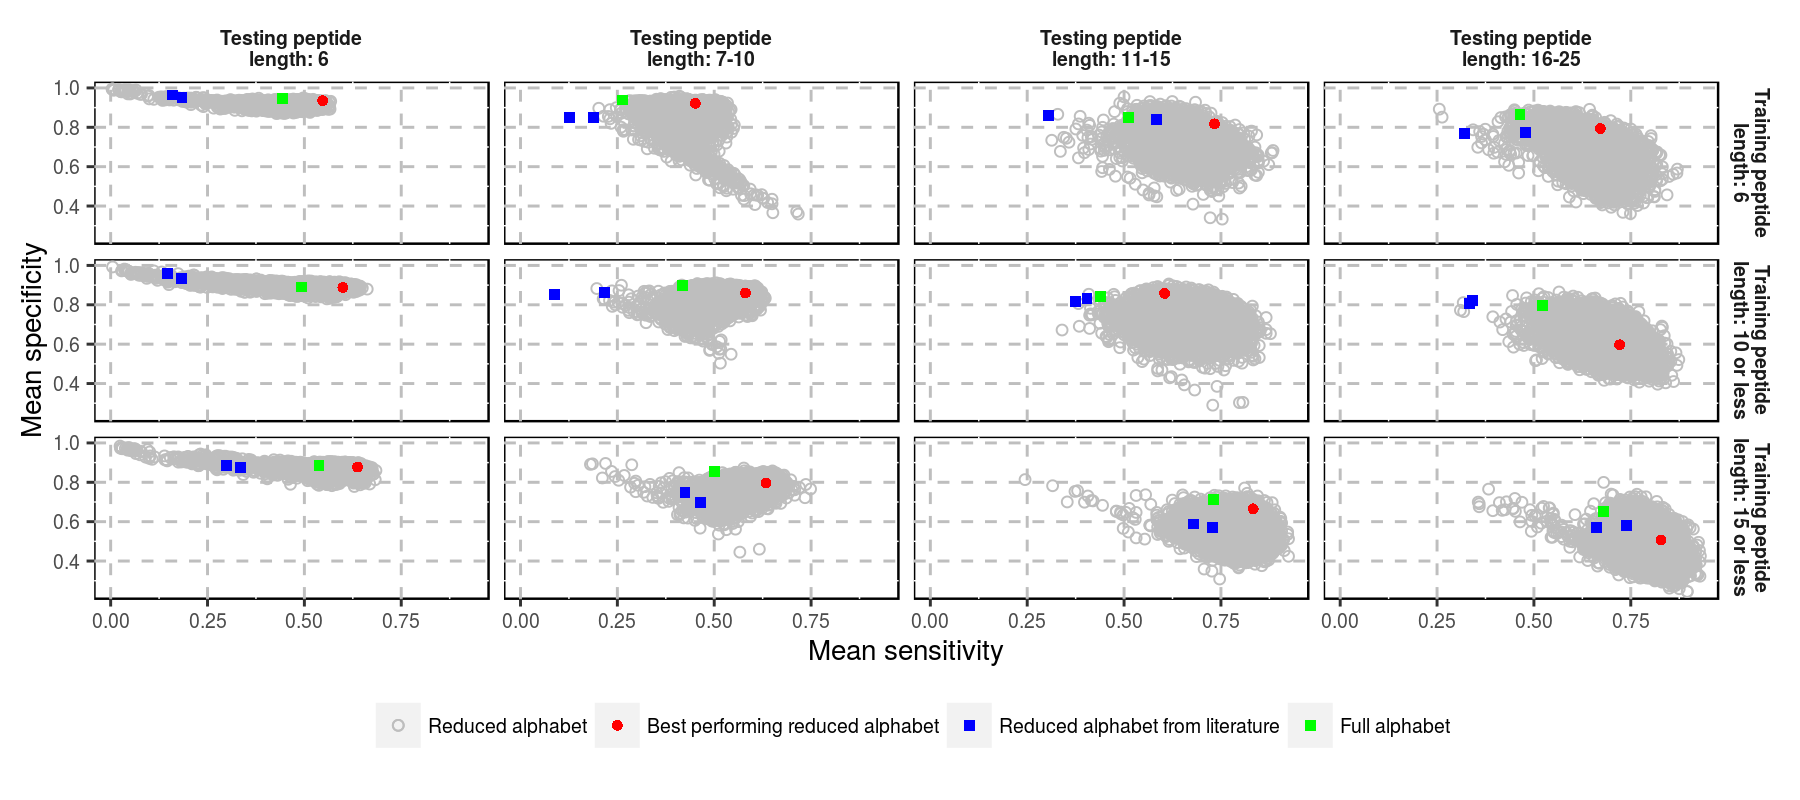 Testing peptide
length: 6
Testing peptide
length: 7-10
Testing peptide
length: 11-15
Testing peptide
length: 16-25
1.0
0.8
0.6
0.4
Training peptide
length: 6
1.0
0.8
0.6
0.4
Training peptide
length: 10 or less
1.0
0.8
0.6
0.4
Training peptide
length: 15 or less
Mean specificity
0.00 0.25 0.50 0.75
0.00 0.25 0.50 0.75
0.00 0.25 0.50 0.75
0.00 0.25 0.50 0.75
Mean sensitivity
Reduced alphabet Best performing reduced alphabet Reduced alphabet from literature Full alphabet